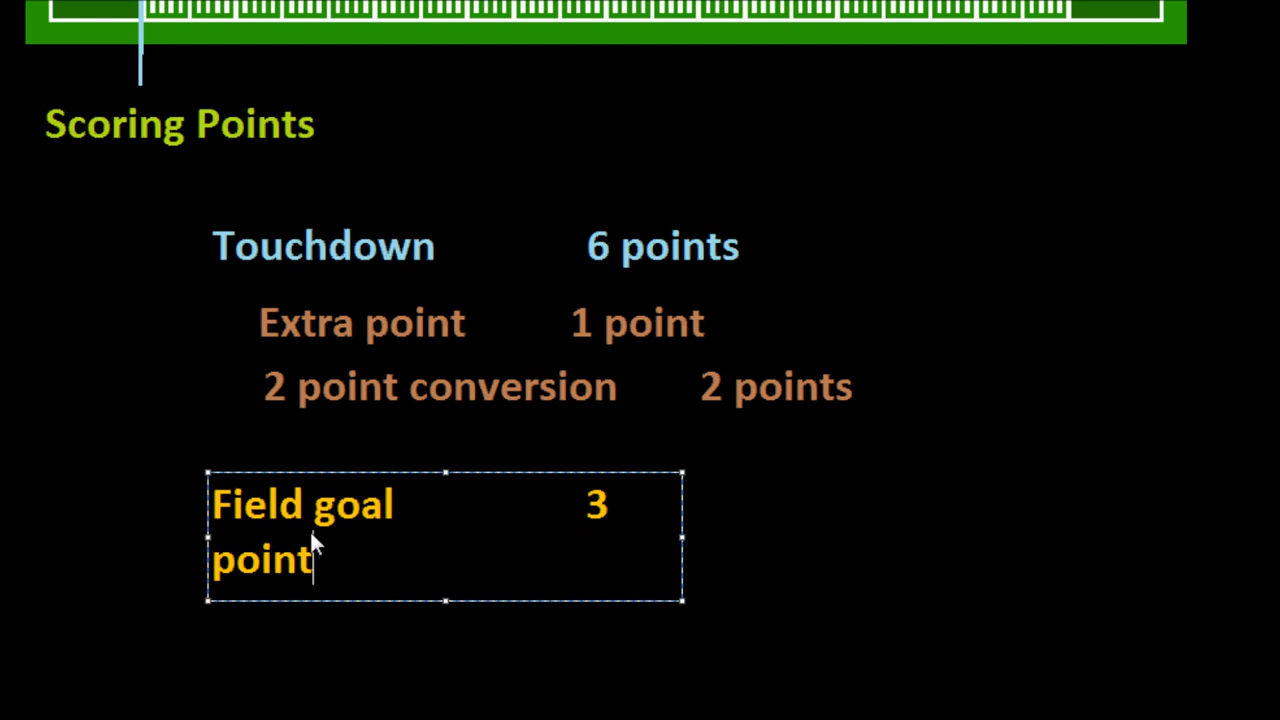 Scoring Points
Touchdown 6 points
Extra point 1 point
2 point conversion 2 points
Field goal 3
point